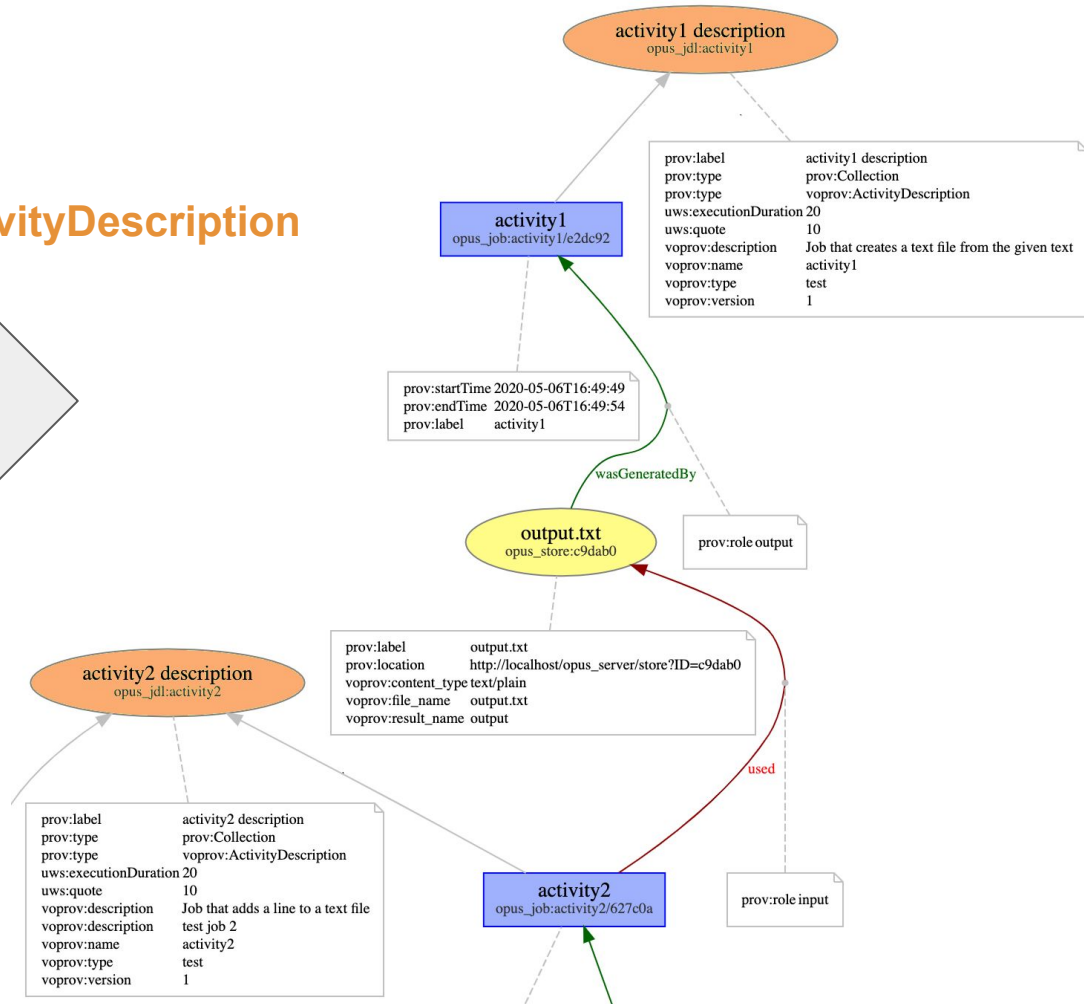 activity1 description
opus_jdl:activity1
prov:label activity1 description
prov:type prov:Collection
prov:type voprov:ActivityDescription
uws:executionDuration 20
uws:quote 10
voprov:description Job that creates a text file from the given text
voprov:name activity1
voprov:type test
voprov:version 1
vityDescription
activity1
opus_job:activity1/e2dc92
prov:startTime 2020-05-06T16:49:49
prov:endTime 2020-05-06T16:49:54
prov:label activity1
wasGeneratedBy
output.txt
opus_store:c9dab0
prov:role output
prov:label output.txt
prov:location http://localhost/opus_server/store?ID=c9dab0
voprov:content_type text/plain
voprov:file_name output.txt
voprov:result_name output
activity2 description
opus_jdl:activity2
used
prov:label activity2 description
prov:type prov:Collection
prov:type voprov:ActivityDescription
uws:executionDuration 20
uws:quote 10
voprov:description Job that adds a line to a text file
voprov:description test job 2
voprov:name activity2
voprov:type test
voprov:version 1
activity2
opus_job:activity2/627c0a
prov:role input